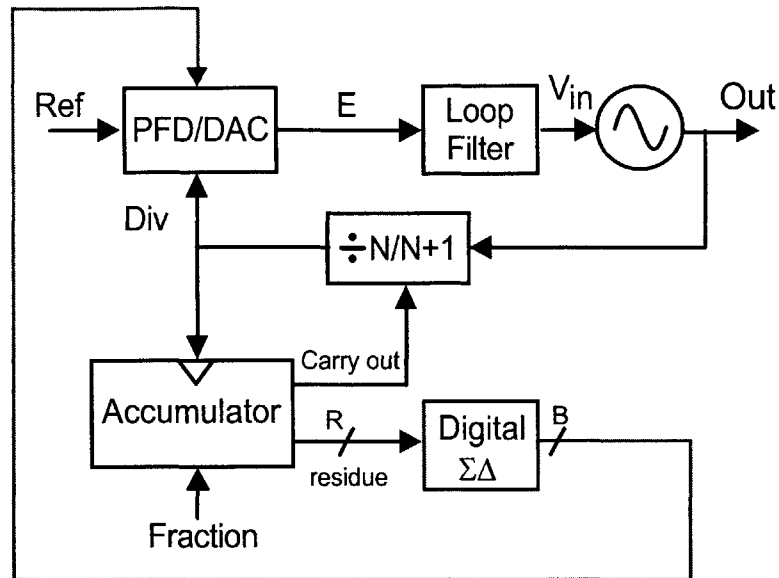 Ref
PFD/DAC
E
Loop
Filter
Vin
Out
Div
÷ N/N+1
Carry out
Accumulator
R
residue
Digital
ΣΔ
B
Fraction